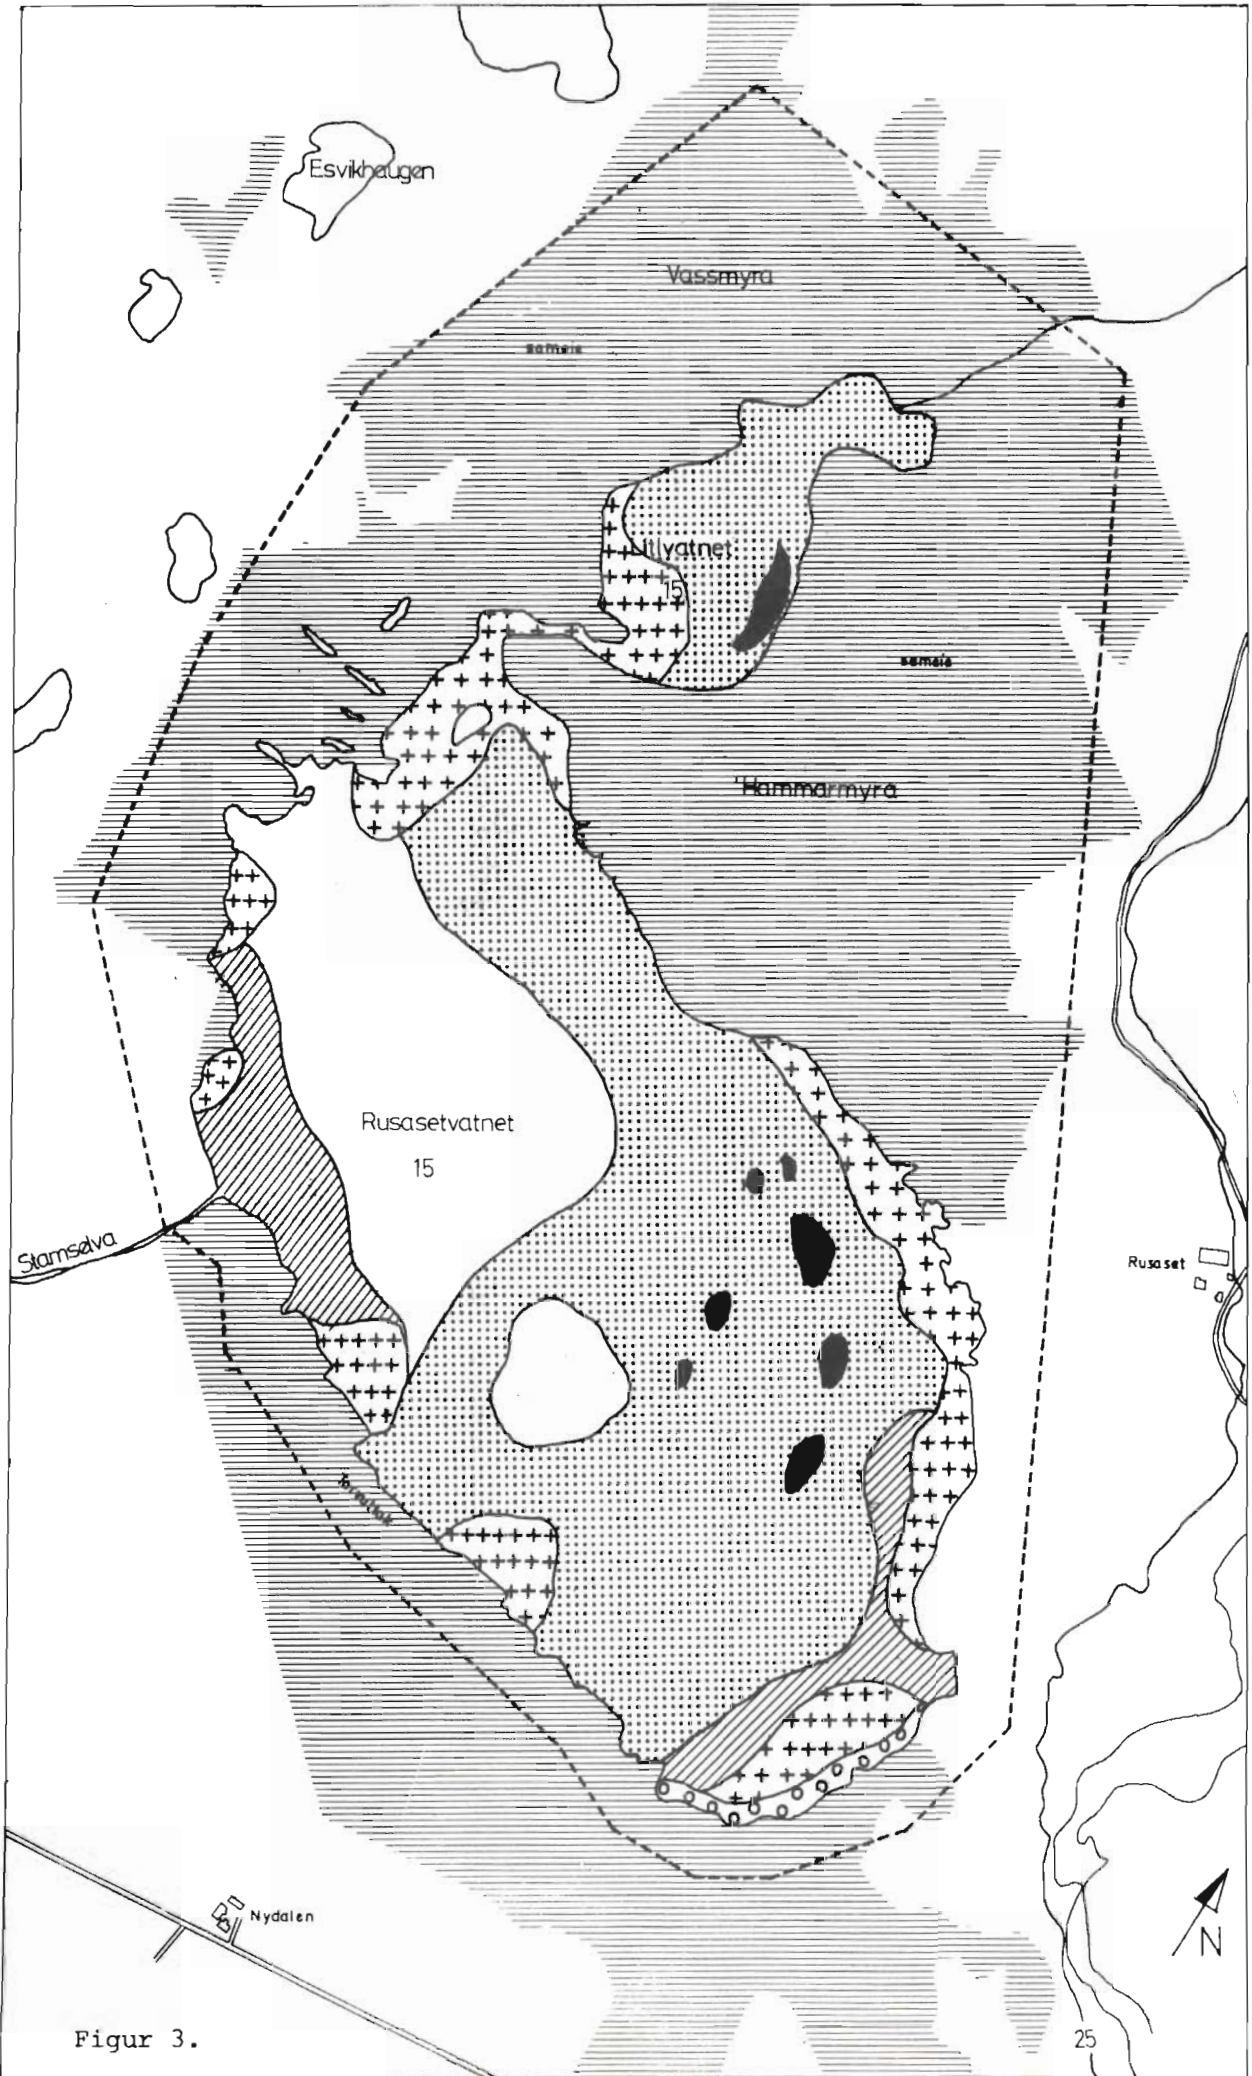 Esvikhaugen
Vassmyra
Litlvatnet
15
'Hammarmyra
Rusasetvatnet
15
Stamselva
Rusaset
Nydalen
N
Figur 3.
25